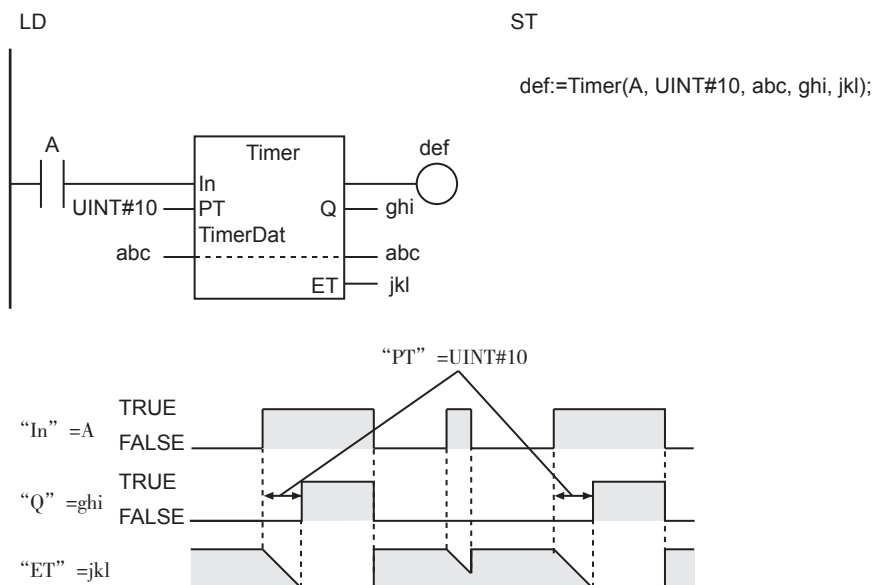 LD
ST
def:=Timer(A, UINT#10, abc, ghi, jkl);
A
Timer
def
In
UINT#10
PT
Q
ghi
TimerDat
abc
abc
ET
jkl
“PT” =UINT#10
“In” =A
TRUE
FALSE
“Q” =ghi
TRUE
FALSE
“ET” =jkl